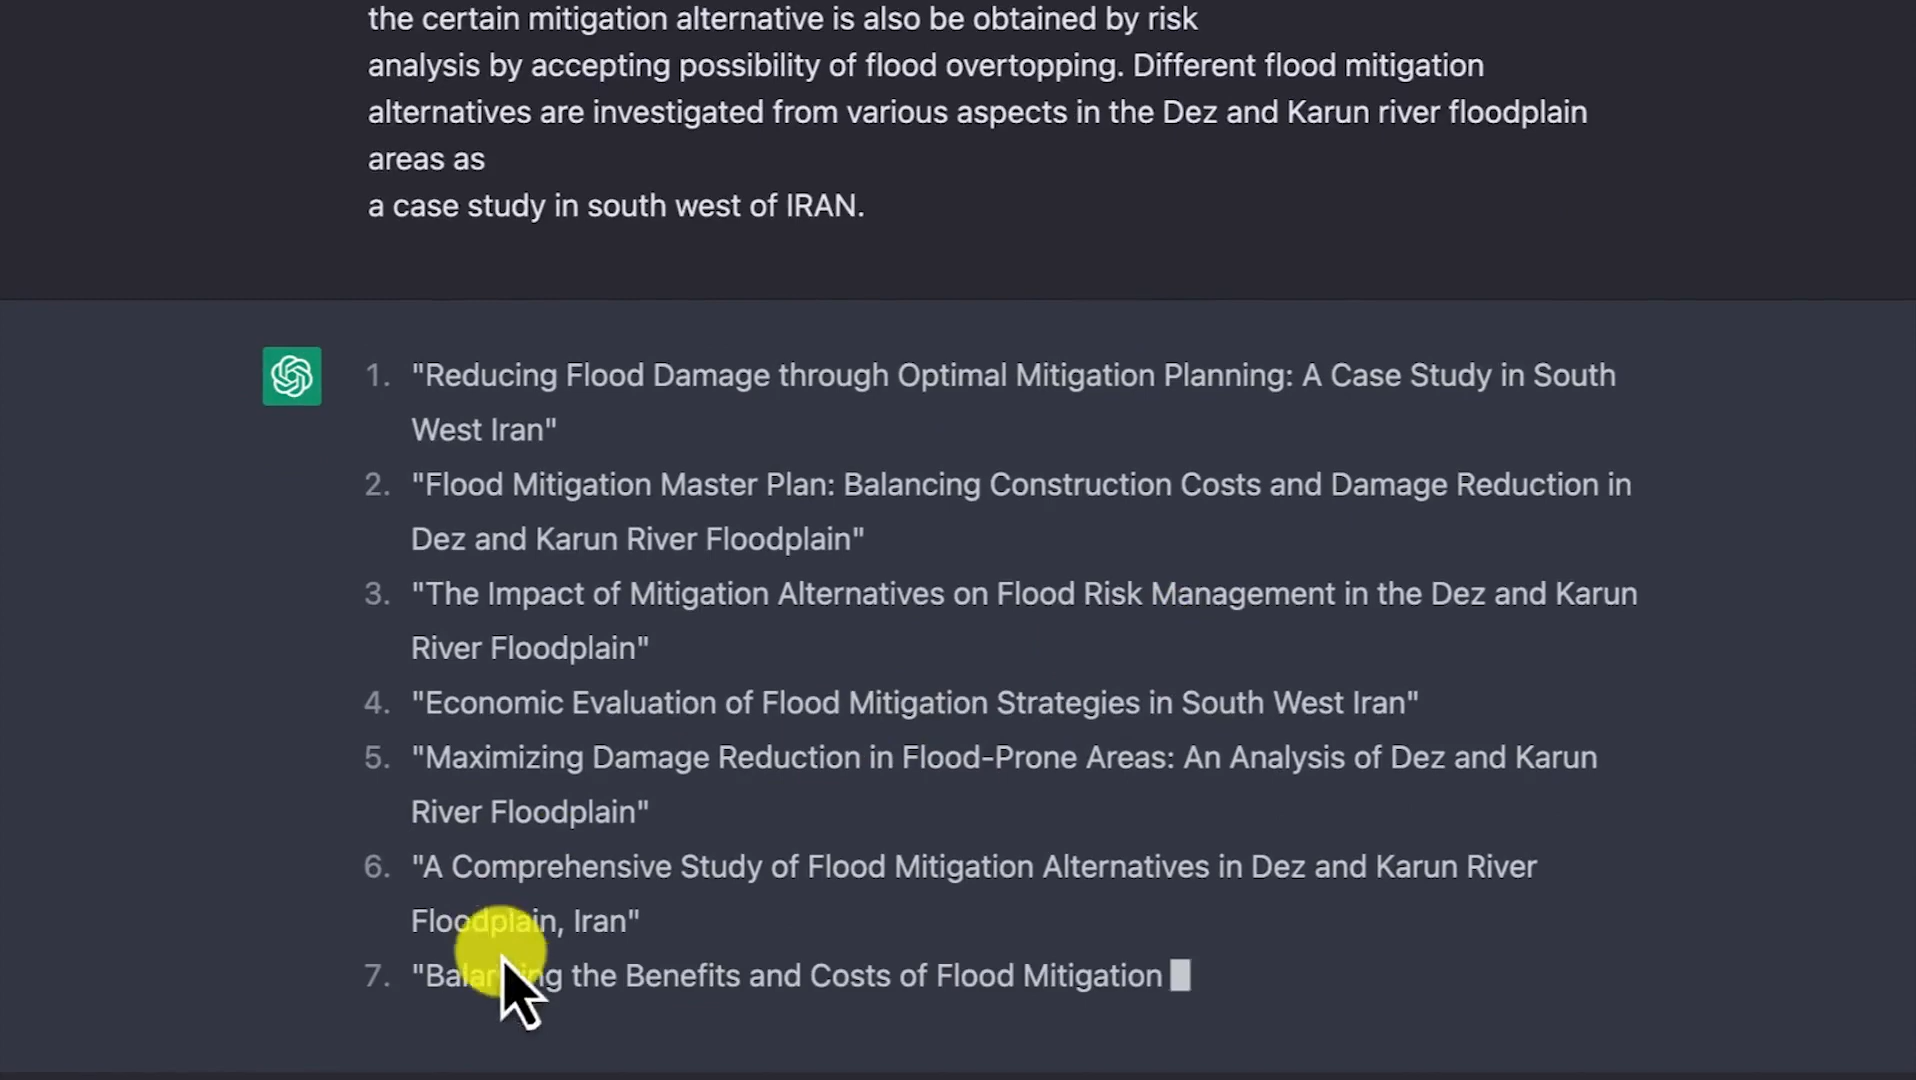 the certain mitigation alternative is also be obtained by risk
analysis by accepting possibility of flood overtopping. Different flood mitigation
alternatives are investigated from various aspects in the Dez and Karun river floodplain
areas as
a case study in south west of IRAN.
1. "Reducing Flood Damage through Optimal Mitigation Planning: A Case Study in South
West Iran"
2. "Flood Mitigation Master Plan: Balancing Construction Costs and Damage Reduction in
Dez and Karun River Floodplain"
3. "The Impact of Mitigation Alternatives on Flood Risk Management in the Dez and Karun
River Floodplain"
4. "Economic Evaluation of Flood Mitigation Strategies in South West Iran"
5. "Maximizing Damage Reduction in Flood-Prone Areas: An Analysis of Dez and Karun
River Floodplain"
6. "A Comprehensive Study of Flood Mitigation Alternatives in Dez and Karun River
Floodplain, Iran"
7. "Balancing the Benefits and Costs of Flood Mitigation